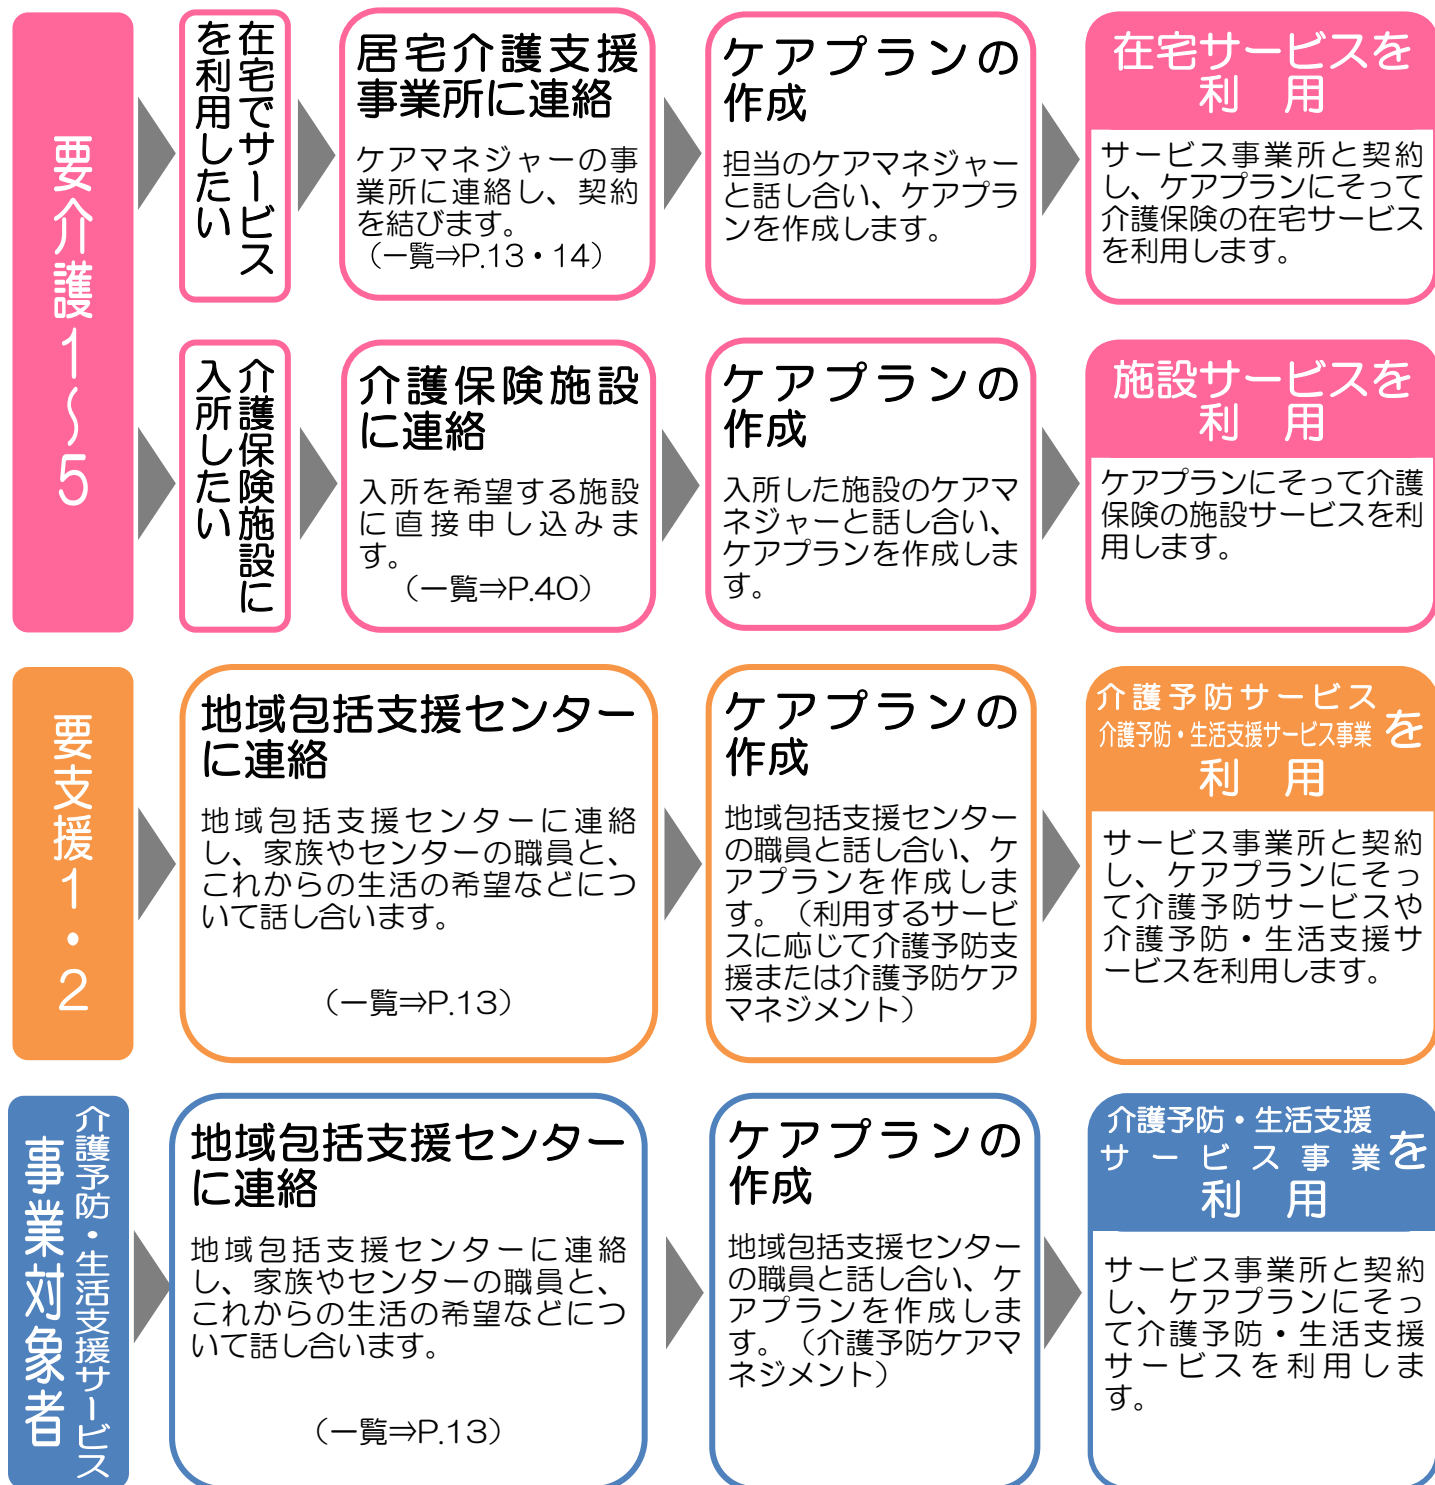 要介護1～5
在宅でサービス
を利用したい
居宅介護支援
事業所に連絡
ケアマネジャーの事
業所に連絡し、契約
を結びます。
（一覧⇒P.13・14）
ケアプランの
作成
担当のケアマネジャー
と話し合い、ケアプラ
ンを作成します。
在宅サービスを
利　用
サービス事業所と契約
し、ケアプランにそって
介護保険の在宅サービス
を利用します。
介護保険施設に
入所したい
介護保険施設
に連絡
入所を希望する施設
に直接申し込みま
す。
（一覧⇒P.40）
ケアプランの
作成
入所した施設のケアマ
ネジャーと話し合い、
ケアプランを作成しま
す。
施設サービスを
利　用
ケアプランにそって介護
保険の施設サービスを利
用します。
要支援1・2
地域包括支援センター
に連絡
地域包括支援センターに連絡
し、家族やセンターの職員と、
これからの生活の希望などにつ
いて話し合います。
（一覧⇒P.13）
ケアプランの
作成
地域包括支援センター
の職員と話し合い、ケ
アプランを作成しま
す。（利用するサービ
スに応じて介護予防支
援または介護予防ケア
マネジメント）
介護予防サービス
介護予防・生活支援サービス事業を
利　用
サービス事業所と契約
し、ケアプランにそっ
て介護予防サービスや
介護予防・生活支援サ
ービスを利用します。
介護予防・生活支援サービス
事業対象者
地域包括支援センター
に連絡
地域包括支援センターに連絡
し、家族やセンターの職員と、
これからの生活の希望などにつ
いて話し合います。
（一覧⇒P.13）
ケアプランの
作成
地域包括支援センター
の職員と話し合い、ケ
アプランを作成しま
す。（介護予防ケアマ
ネジメント）
介護予防・生活支援
サービス事業を
利　用
サービス事業所と契約
し、ケアプランにそっ
て介護予防・生活支援
サービスを利用しま
す。